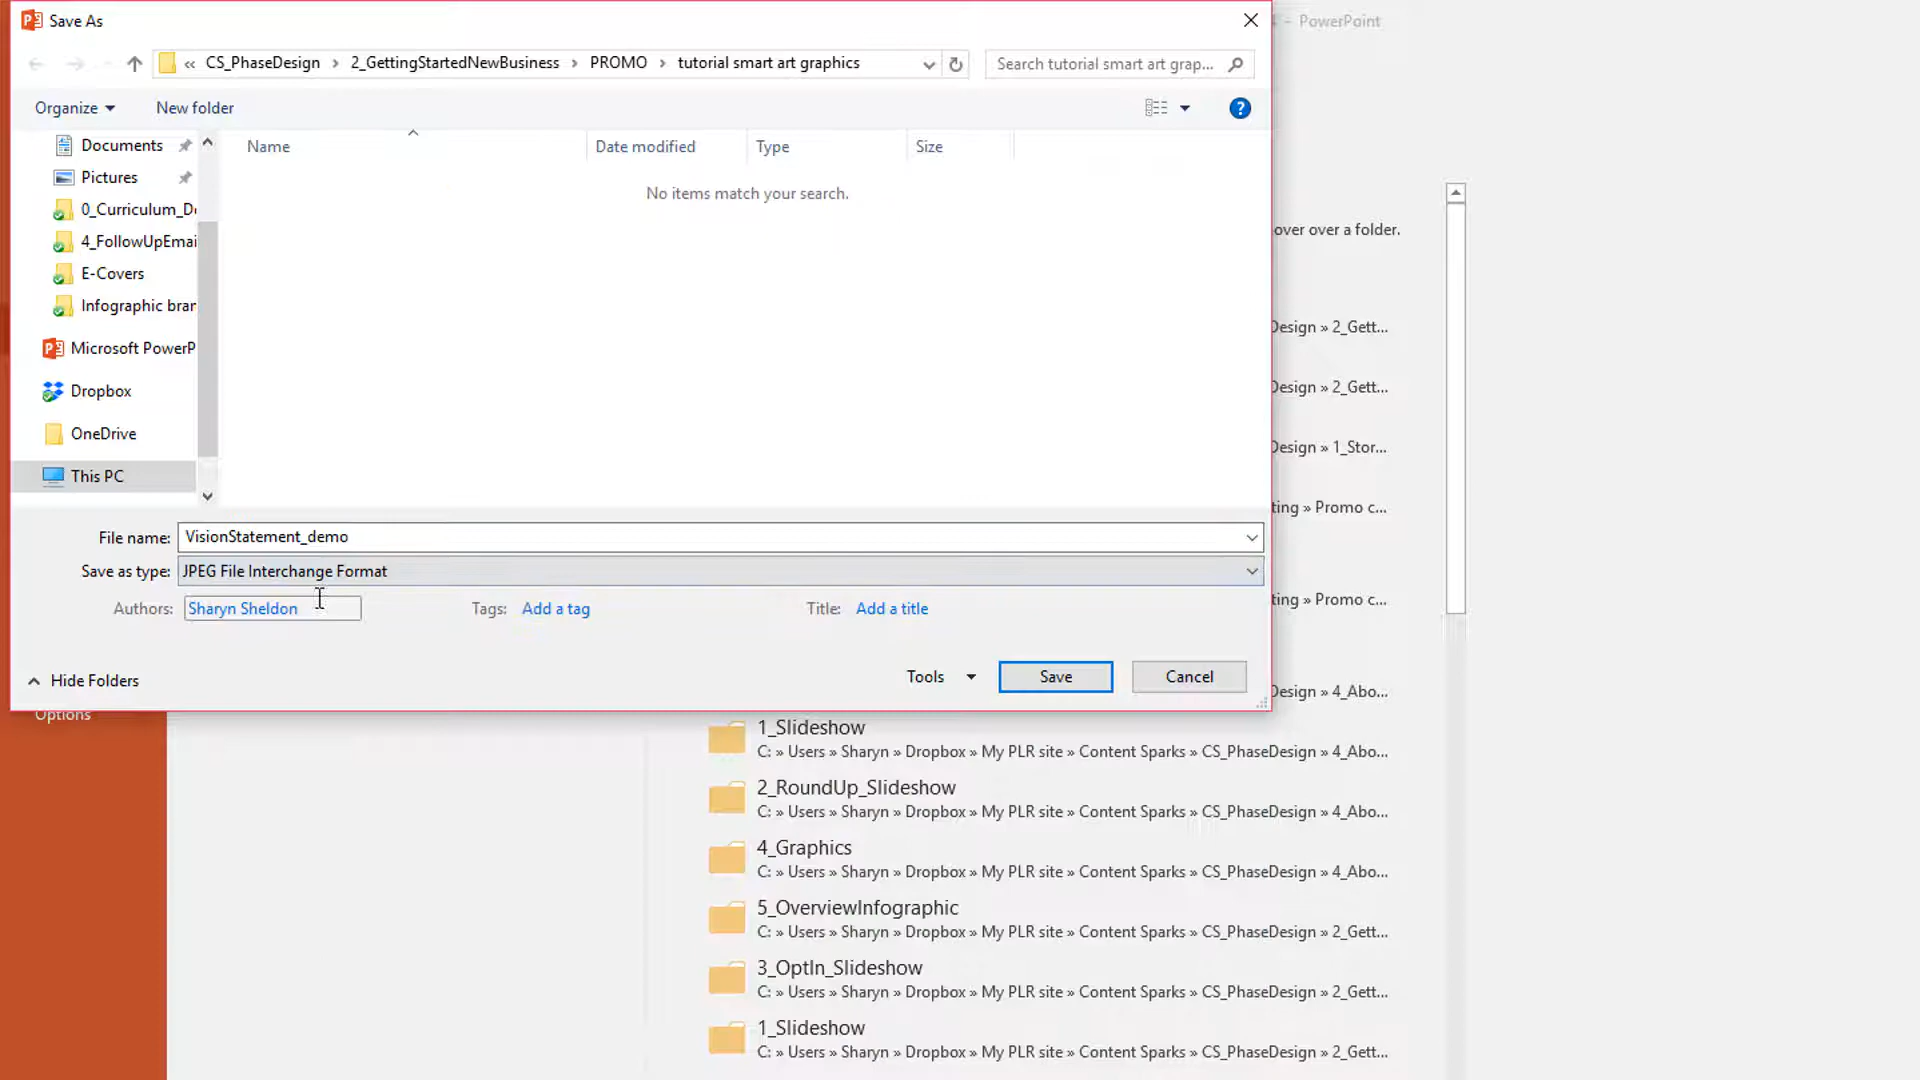 Save As
- PowerPoint
« CS_PhaseDesign › 2_GettingStartedNewBusiness › PROMO › tutorial smart art graphics
Search tutorial smart art grap...
Organize
New folder
?
Documents
Name
Date modified
Type
Size
Pictures
No items match your search.
0_Curriculum_D
over over a folder.
4_FollowUpEmai
E-Covers
Infographic bran
Design » 2_Gett...
Microsoft PowerP
Dropbox
Design » 2_Gett...
OneDrive
Design » 1_Stor...
This PC
ting » Promo c...
File name: VisionStatement_demo
Save as type: JPEG File Interchange Format
Authors: Sharyn Sheldon
Tags: Add a tag
Title: Add a title
ting » Promo c...
Hide Folders
Tools
Save
Cancel
Design » 4_Abo...
Options
1_Slideshow
C: » Users » Sharyn » Dropbox » My PLR site » Content Sparks » CS_PhaseDesign » 4_Abo...
2_RoundUp_Slideshow
C: » Users » Sharyn » Dropbox » My PLR site » Content Sparks » CS_PhaseDesign » 4_Abo...
4_Graphics
C: » Users » Sharyn » Dropbox » My PLR site » Content Sparks » CS_PhaseDesign » 4_Abo...
5_OverviewInfographic
C: » Users » Sharyn » Dropbox » My PLR site » Content Sparks » CS_PhaseDesign » 2_Gett...
3_OptIn_Slideshow
C: » Users » Sharyn » Dropbox » My PLR site » Content Sparks » CS_PhaseDesign » 2_Gett...
1_Slideshow
C: » Users » Sharyn » Dropbox » My PLR site » Content Sparks » CS_PhaseDesign » 2_Gett...